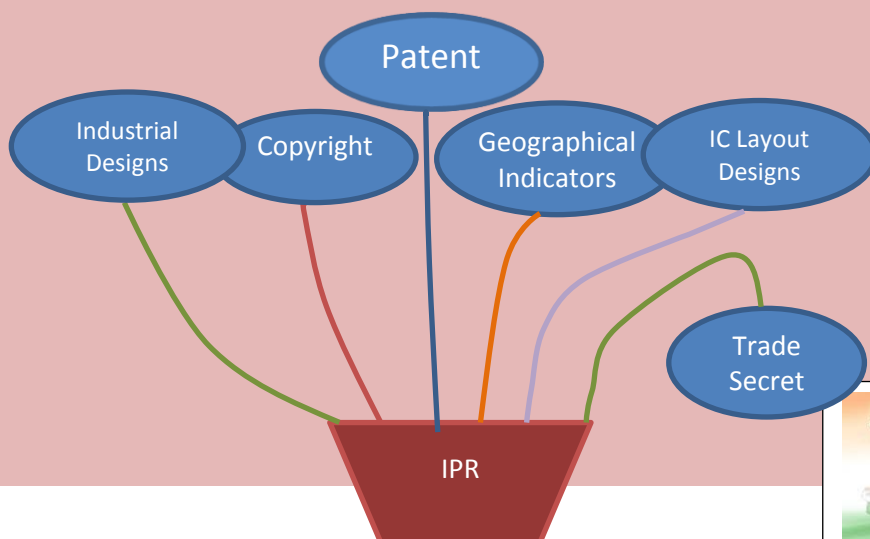 Patent
Industrial
Designs
Copyright
Geographical
Indicators
IC Layout
Designs
Trade
Secret
IPR